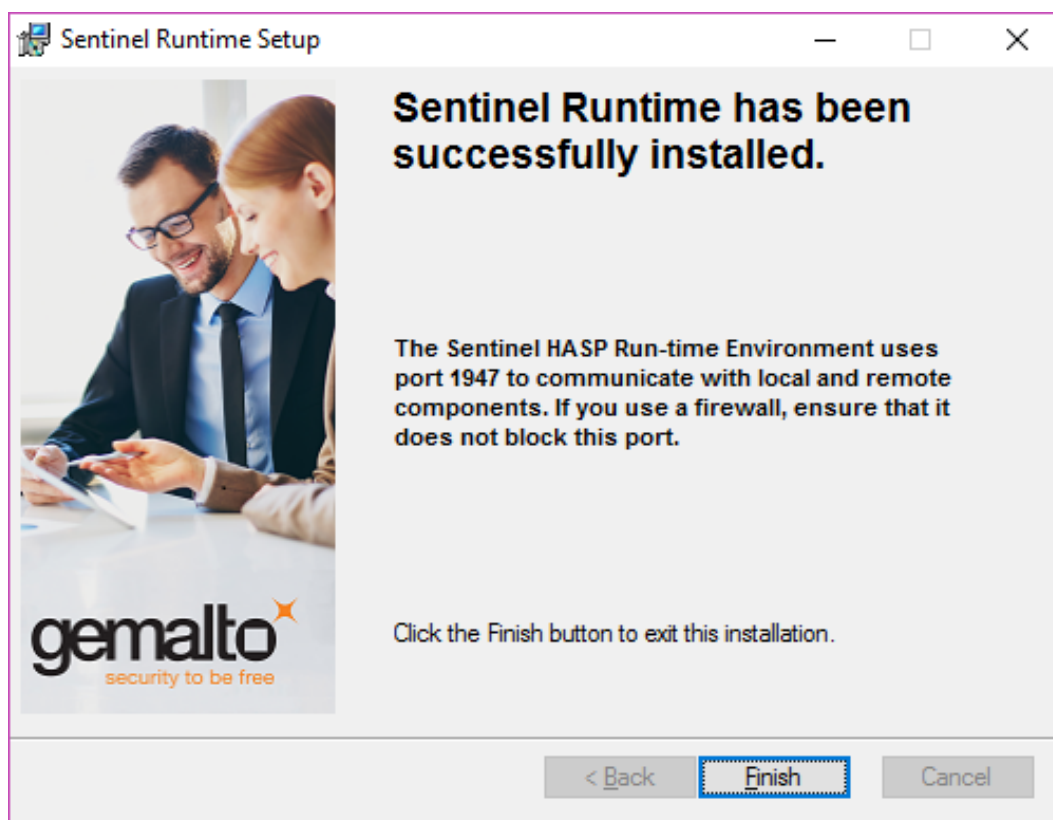 Sentinel Runtime Setup
Sentinel Runtime has been
successfully installed.
The Sentinel HASP Run-time Environment uses
port 1947 to communicate with local and remote
components. If you use a firewall, ensure that it
does not block this port.
gemalto
security to be free
Click the Finish button to exit this installation.
< Back
Finish
Cancel